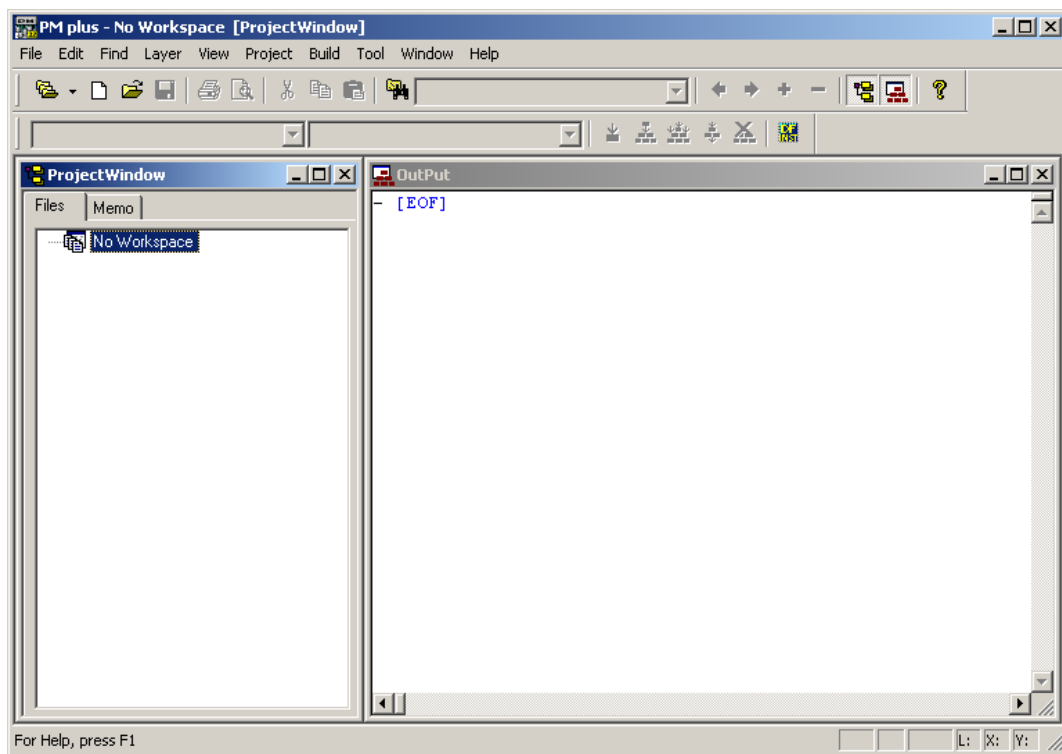 PM plus - No Workspace [ProjectWindow]
File Edit Find Layer View Project Build Tool Window Help
ProjectWindow
OutPut
Files Memo
- [EOF]
No Workspace
For Help, press F1
L: X: Y: